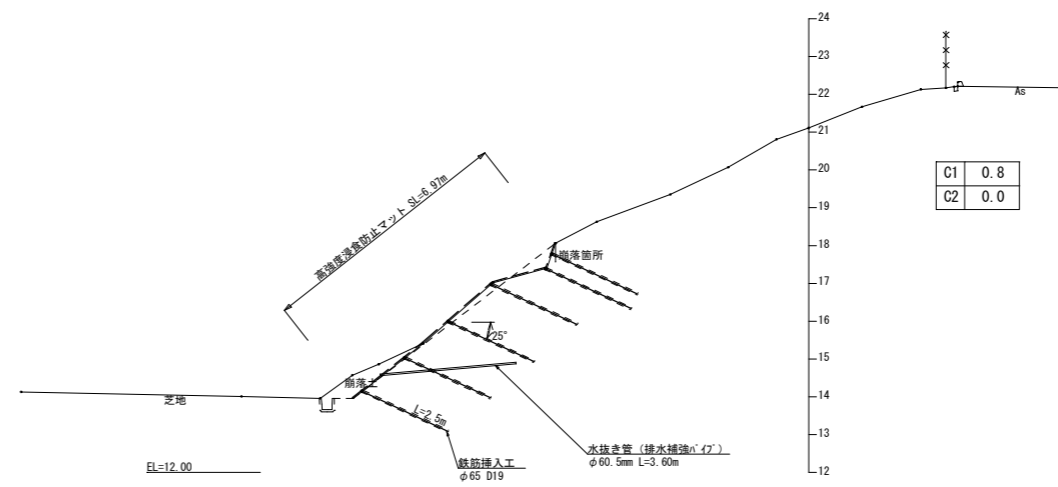 24
23
22
21
20
19
18
17
16
15
14
13
12
As
C1 0.8
C2 0.0
高強度浸食防止マット SL=6.97m
崩落箇所
25°
崩落土
芝地
L=2.5m
水抜き管（排水補強ﾊﾟｲﾌﾟ）
φ60.5mm L=3.60m
鉄筋挿入工
φ65 D19
EL=12.00